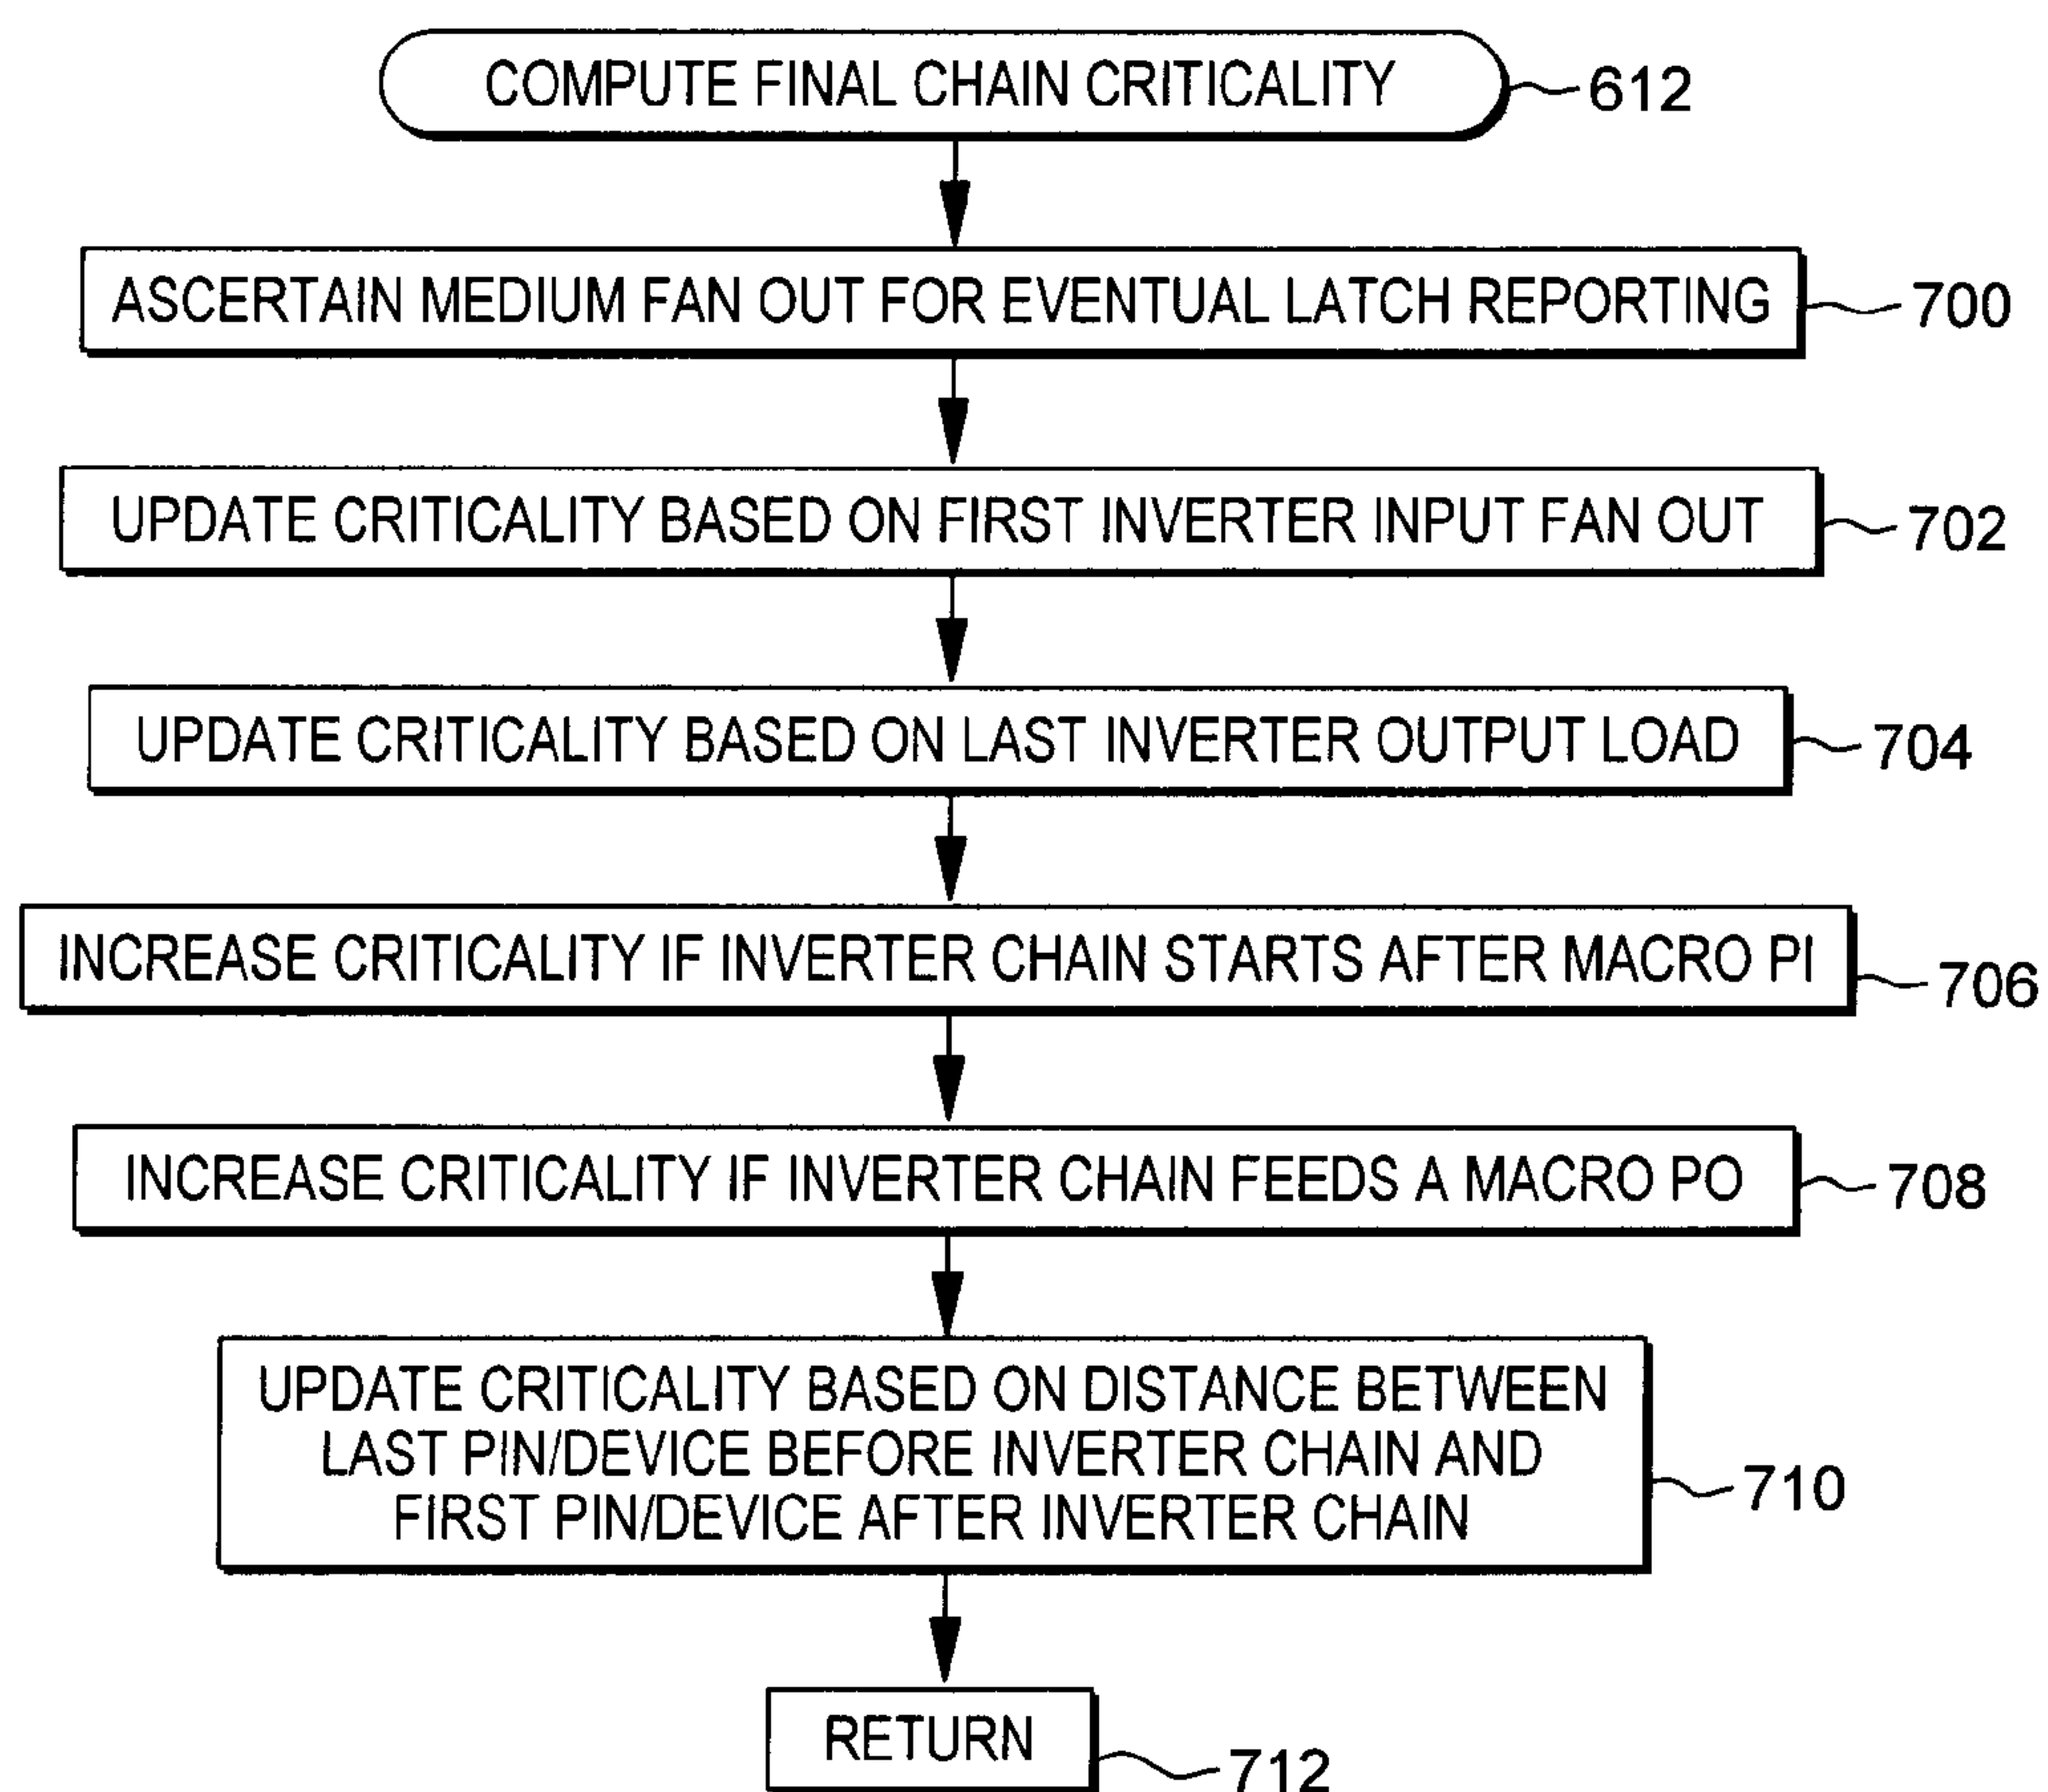 COMPUTE FINAL CHAIN CRITICALITY
612
ASCERTAIN MEDIUM FAN OUT FOR EVENTUAL LATCH REPORTING
700
UPDATE CRITICALITY BASED ON FIRST INVERTER INPUT FAN OUT
702
UPDATE CRITICALITY BASED ON LAST INVERTER OUTPUT LOAD
704
INCREASE CRITICALITY IF INVERTER CHAIN STARTS AFTER MACRO PI
706
INCREASE CRITICALITY IF INVERTER CHAIN FEEDS A MACRO PO
708
UPDATE CRITICALITY BASED ON DISTANCE BETWEEN
LAST PIN/DEVICE BEFORE INVERTER CHAIN AND
FIRST PIN/DEVICE AFTER INVERTER CHAIN
710
RETURN
712